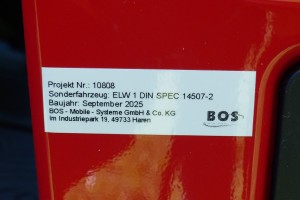 Projekt Nr.: 10808
Sonderfahrzeug: ELW 1 DIN SPEC 14507-2
Baujahr: September 2025
BOS - Mobile - Systeme GmbH & Co. KG
Im Industriepark 19, 49733 Haren
BOS